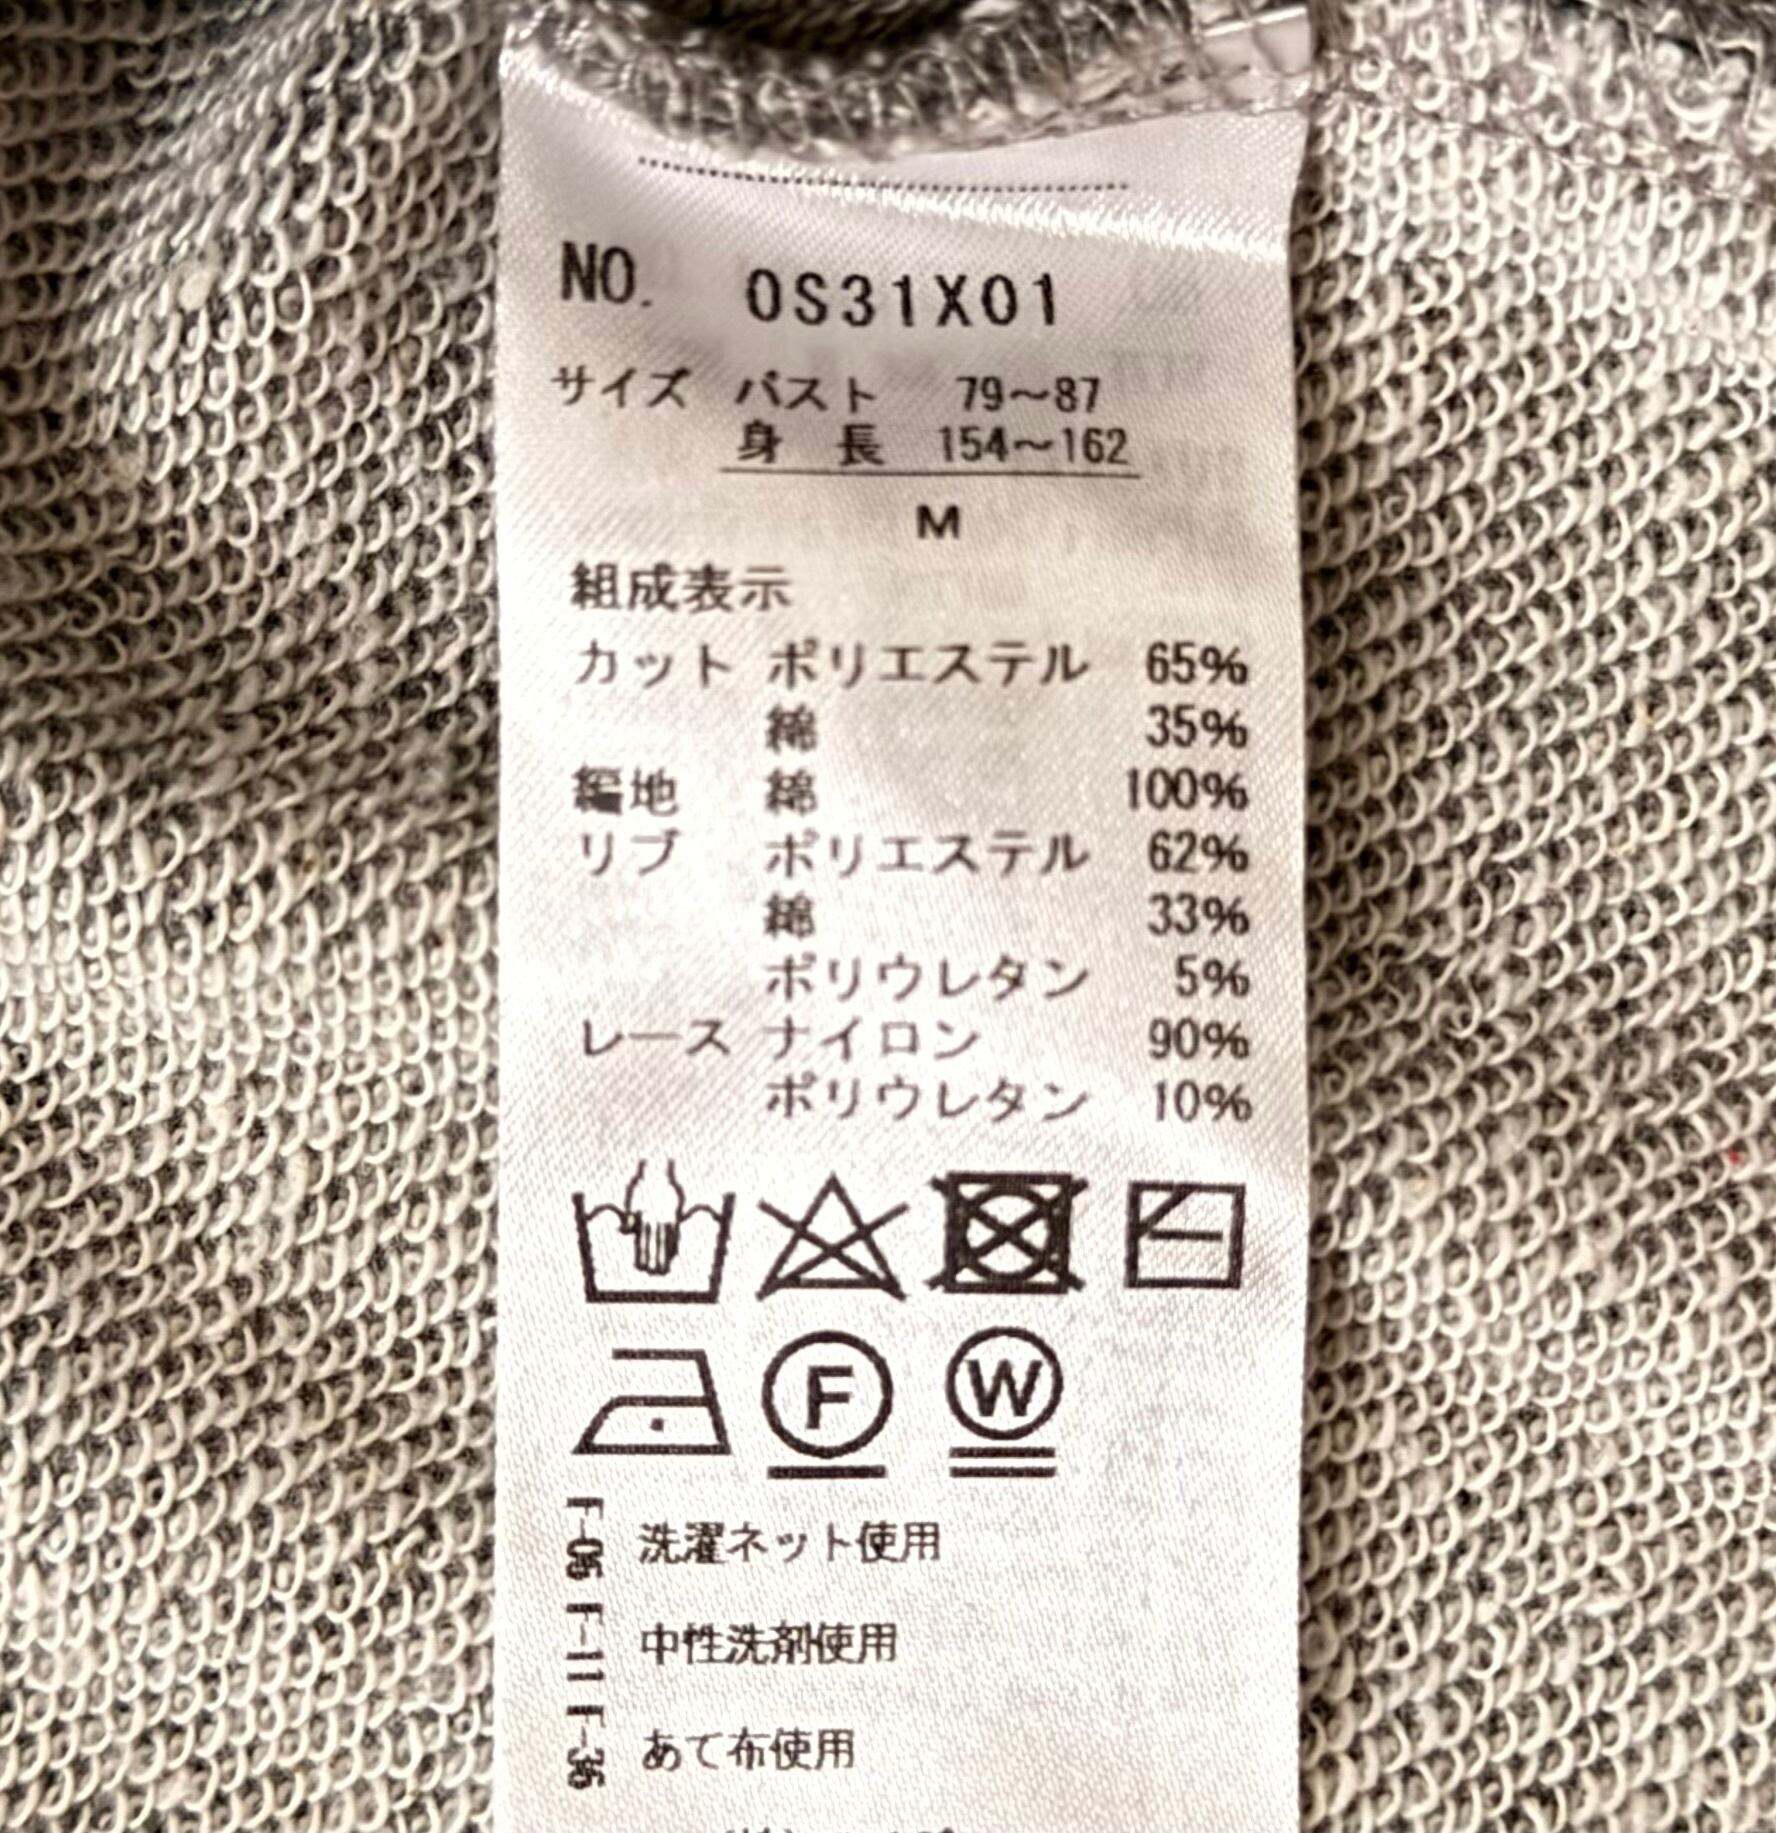 NO. 0S31X01
サイズ バスト 79〜87
身 長 154〜162
M
組成表示
カット ポリエステル 65%
綿 35%
編地 綿 100%
リブ ポリエステル 62%
綿 33%
ポリウレタン 5%
レース ナイロン 90%
ポリウレタン 10%
F W
F-06 洗濯ネット使用
F-11 中性洗剤使用
F-36 あて布使用